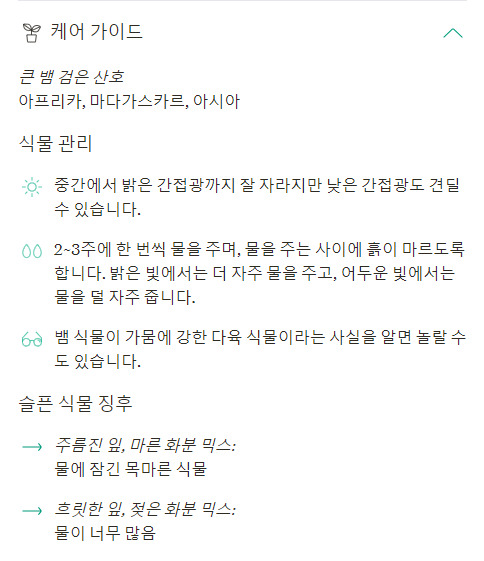 케어 가이드
큰 뱀 검은 산호
아프리카, 마다가스카르, 아시아
식물 관리
중간에서 밝은 간접광까지 잘 자라지만 낮은 간접광도 견딜
수 있습니다.
2~3주에 한 번씩 물을 주며, 물을 주는 사이에 흙이 마르도록
합니다. 밝은 빛에서는 더 자주 물을 주고, 어두운 빛에서는
물을 덜 자주 줍니다.
뱀 식물이 가뭄에 강한 다육 식물이라는 사실을 알면 놀랄 수
도 있습니다.
슬픈 식물 징후
주름진 잎, 마른 화분 믹스:
물에 잠긴 목마른 식물
흐릿한 잎, 젖은 화분 믹스:
물이 너무 많음